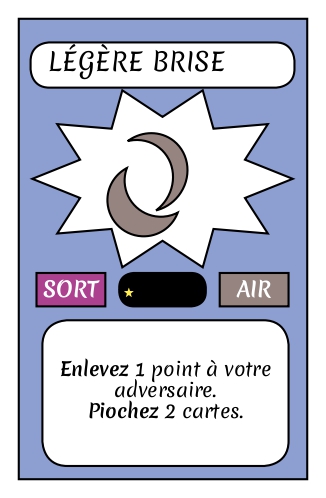 LÉGÈRE BRISE
SORT
AIR
Enlevez 1 point à votre
adversaire.
Piochez 2 cartes.